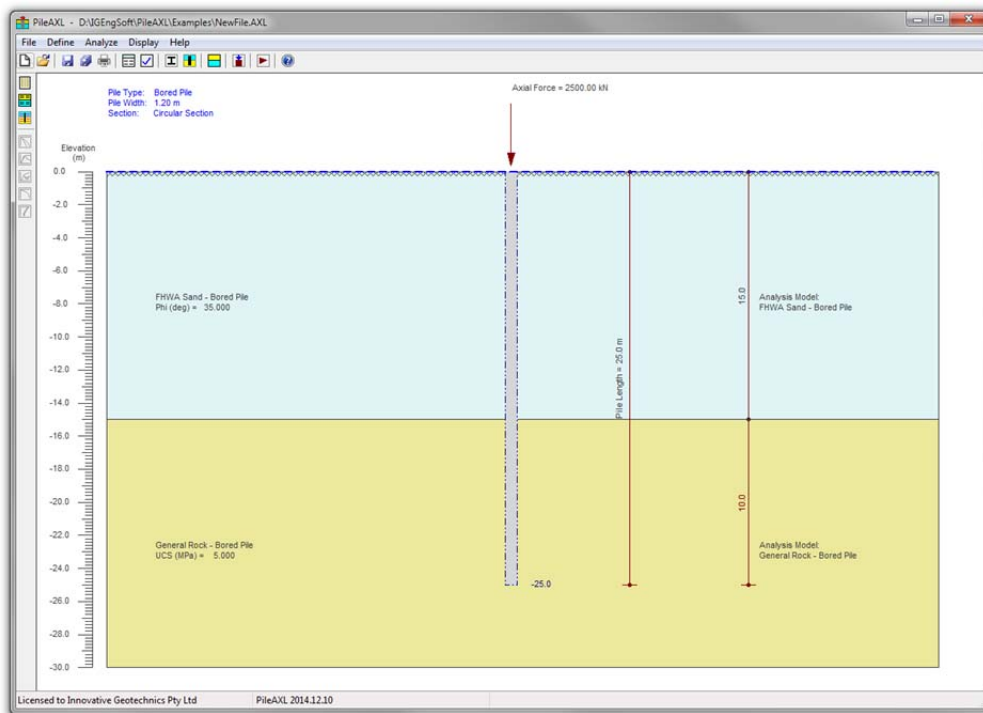 PileAXL - D:\IGEngSoft\PileAXL\Examples\NewFile.AXL
File Define Analyze Display Help
Pile Type: Bored Pile
Pile Width: 1.20 m
Section: Circular Section
Axial Force = 2500.00 kN
Elevation
(m)
0.0
-2.0
-4.0
-6.0
-8.0
-10.0
-12.0
-14.0
-16.0
-18.0
-20.0
-22.0
-24.0
-26.0
-28.0
-30.0
FHWA Sand - Bored Pile
Phi (deg) = 35.000
15.0
Analysis Model:
FHWA Sand - Bored Pile
Pile Length = 25.0 m
General Rock - Bored Pile
UCS (MPa) = 5.000
10.0
Analysis Model:
General Rock - Bored Pile
-25.0
Licensed to Innovative Geotechnics Pty Ltd
PileAXL 2014.12.10